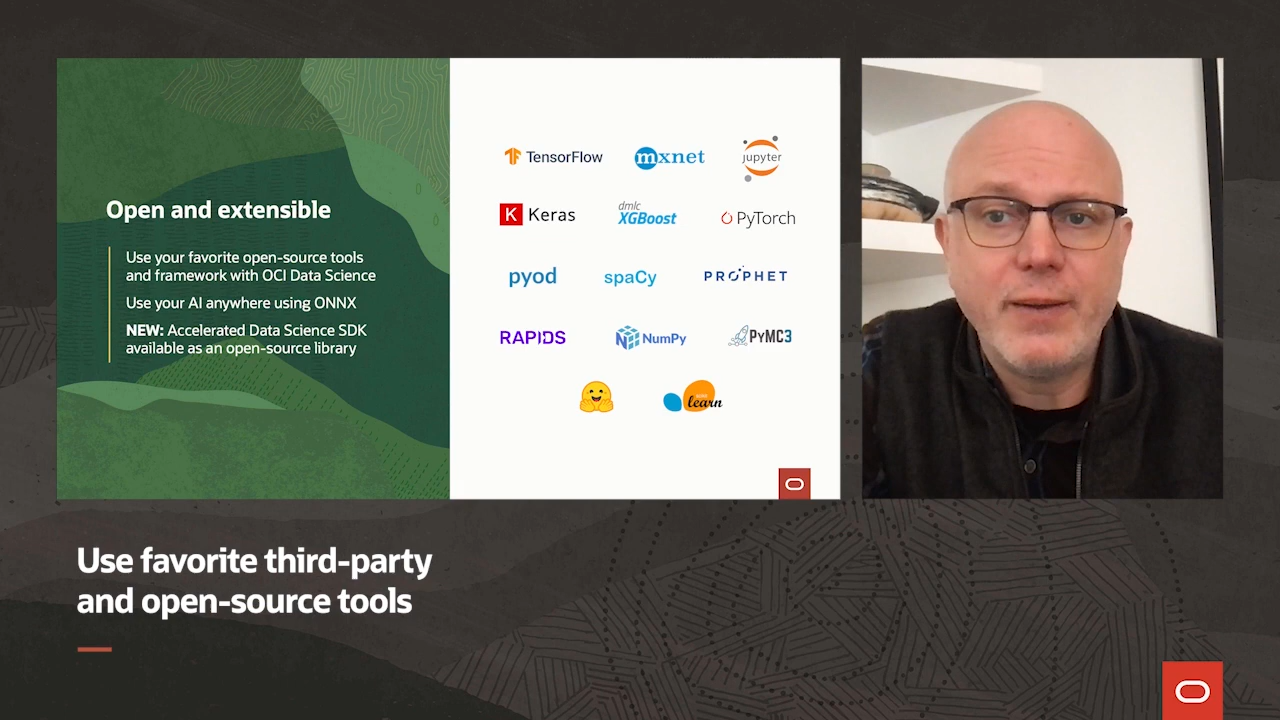 Open and extensible
Use your favorite open-source tools
and framework with OCI Data Science
Use your AI anywhere using ONNX
NEW: Accelerated Data Science SDK
available as an open-source library
TensorFlow
mxnet
jupyter
K Keras
dmlc
XGBoost
PyTorch
pyod
spaCy
PROPHET
RAPIDS
NumPy
PyMC3
learn
Use favorite third-party
and open-source tools